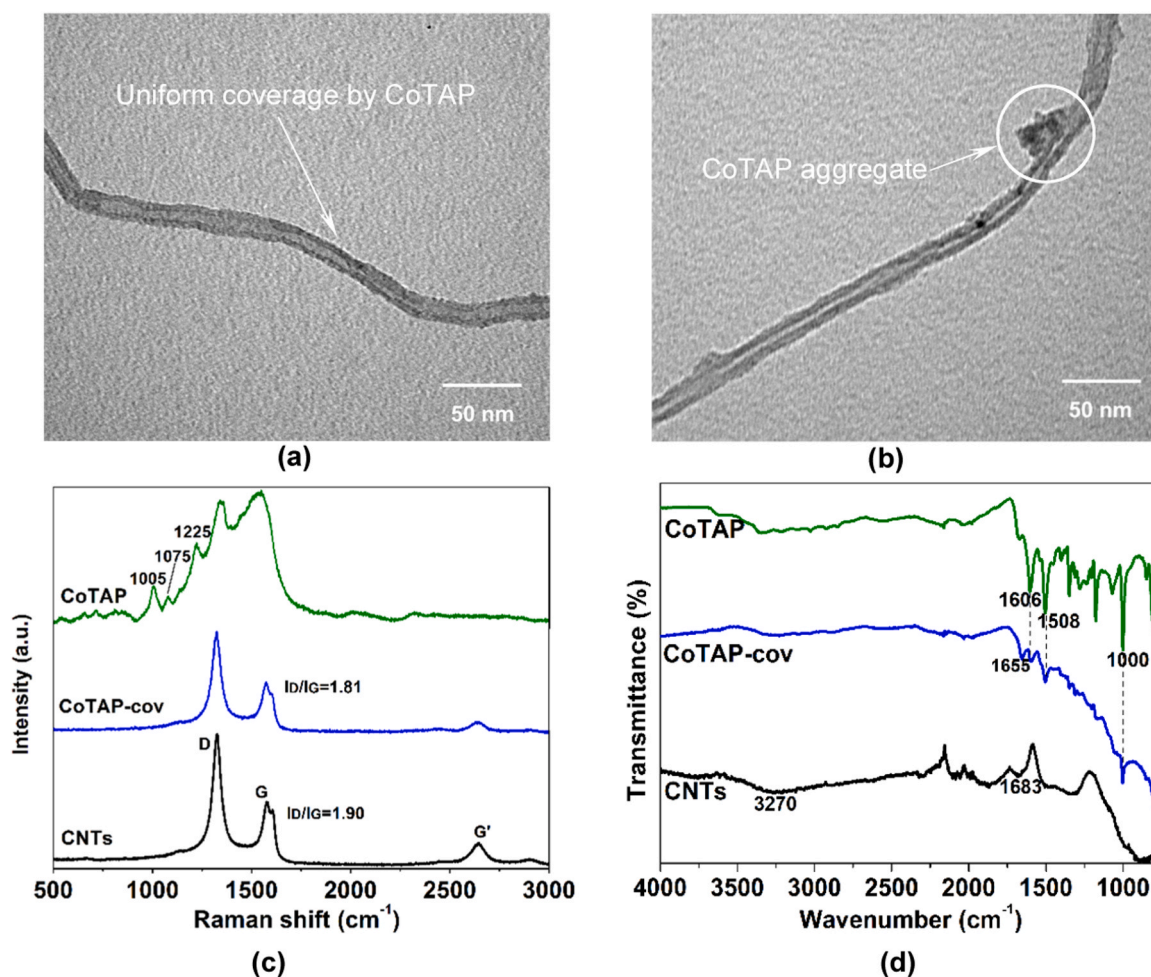 Uniform coverage by CoTAP
50 nm
(a)
CoTAP aggregate
50 nm
(b)
Intensity (a.u.)
CoTAP
1005
1075
1225
CoTAP-cov
ID/IG=1.81
CNTs
D
G
ID/IG=1.90
G'
500 1000 1500 2000 2500 3000
Raman shift (cm⁻¹)
(c)
Transmittance (%)
CoTAP
1606
1508
1000
CoTAP-cov
1655
CNTs
3270
1683
4000 3500 3000 2500 2000 1500 1000
Wavenumber (cm⁻¹)
(d)